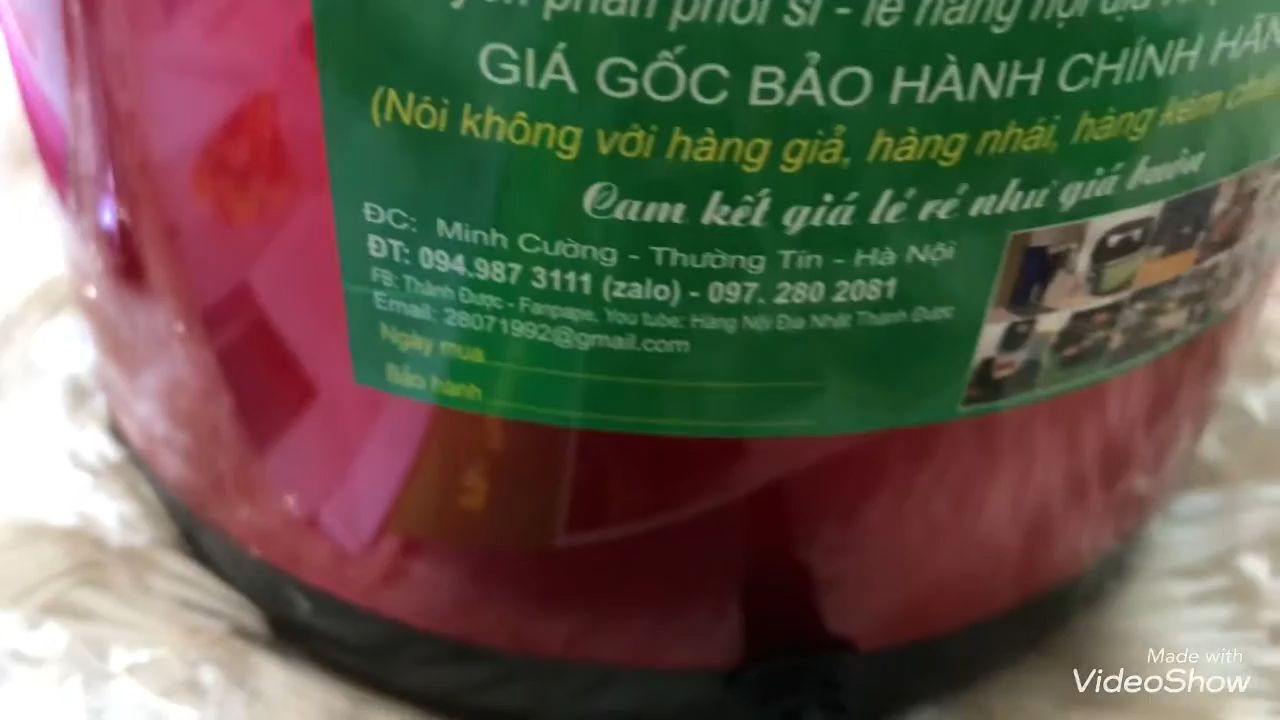 phân phối sỉ - lẻ hàng nội địa
GIÁ GỐC BẢO HÀNH CHÍNH HÃN
(Nói không với hàng giả, hàng nhái, hàng kém
Cam kết giá lẻ rẻ như giá buôn
ĐC: Minh Cường - Thường Tín - Hà Nội
ĐT: 094.987 3111 (zalo) - 097. 280 2081
FB: Thành Được - Fanpape, You tube: Hàng Nội Địa Nhật Thành Được
Email: 28071992@gmail.com
Ngày mua
Bảo hành
Made with
VideoShow